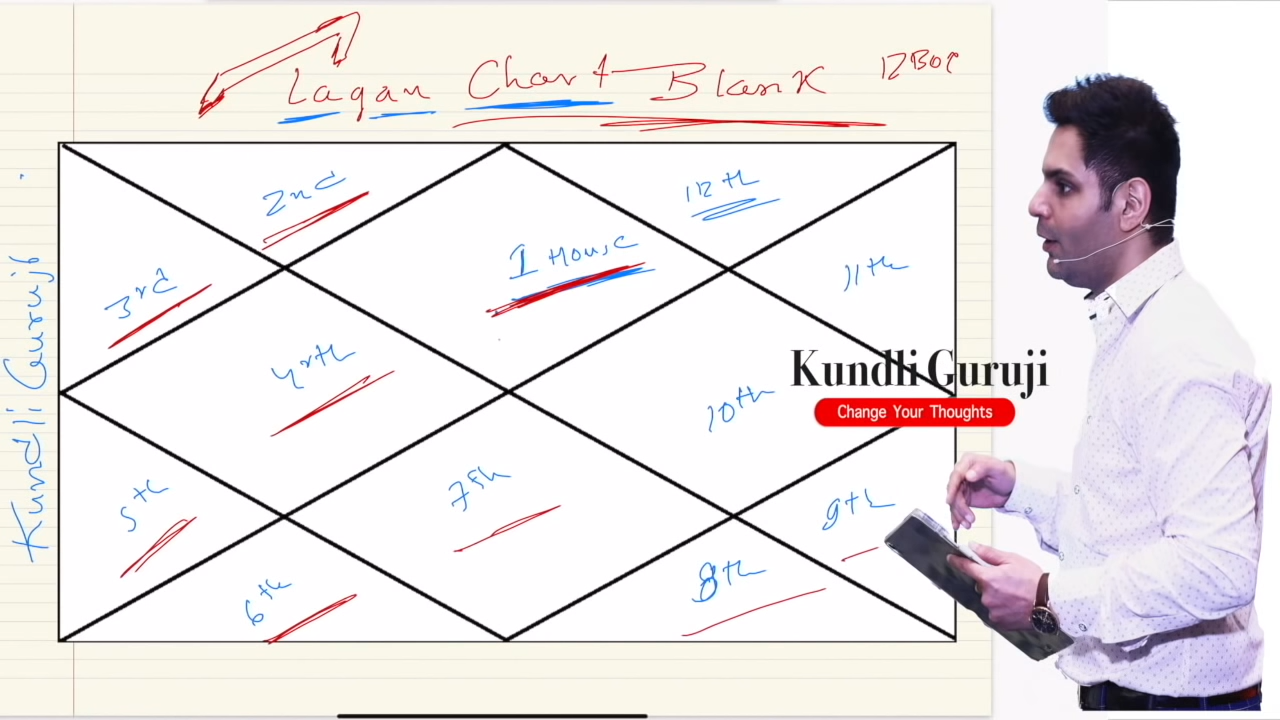 Lagan Chart Blank
2nd
12th
1 House
3rd
11th
4rth
10th
Kundli Guruji
Change Your Thoughts
5th
7th
9th
6th
8th
Kundli Guruji